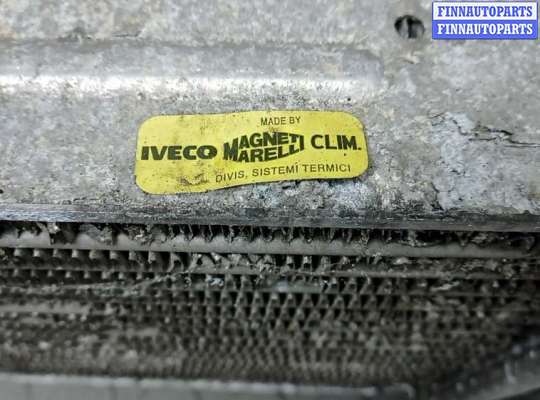 FINNAUTOPARTS
FINNAUTOPARTS
MADE BY
IVECO MAGNETI MARELLI CLIM.
DIVIS. SISTEMI TERMICI